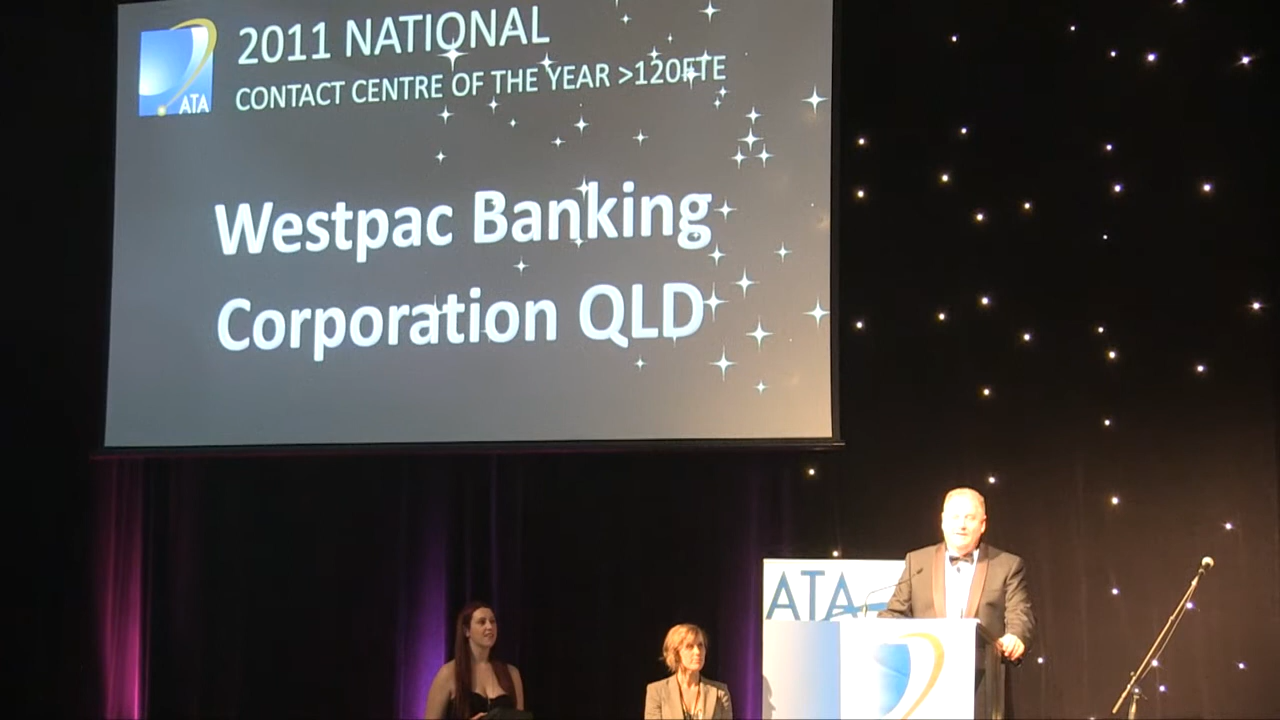 2011 NATIONAL
CONTACT CENTRE OF THE YEAR >120FTE
ATA
Westpac Banking
Corporation QLD
ATA